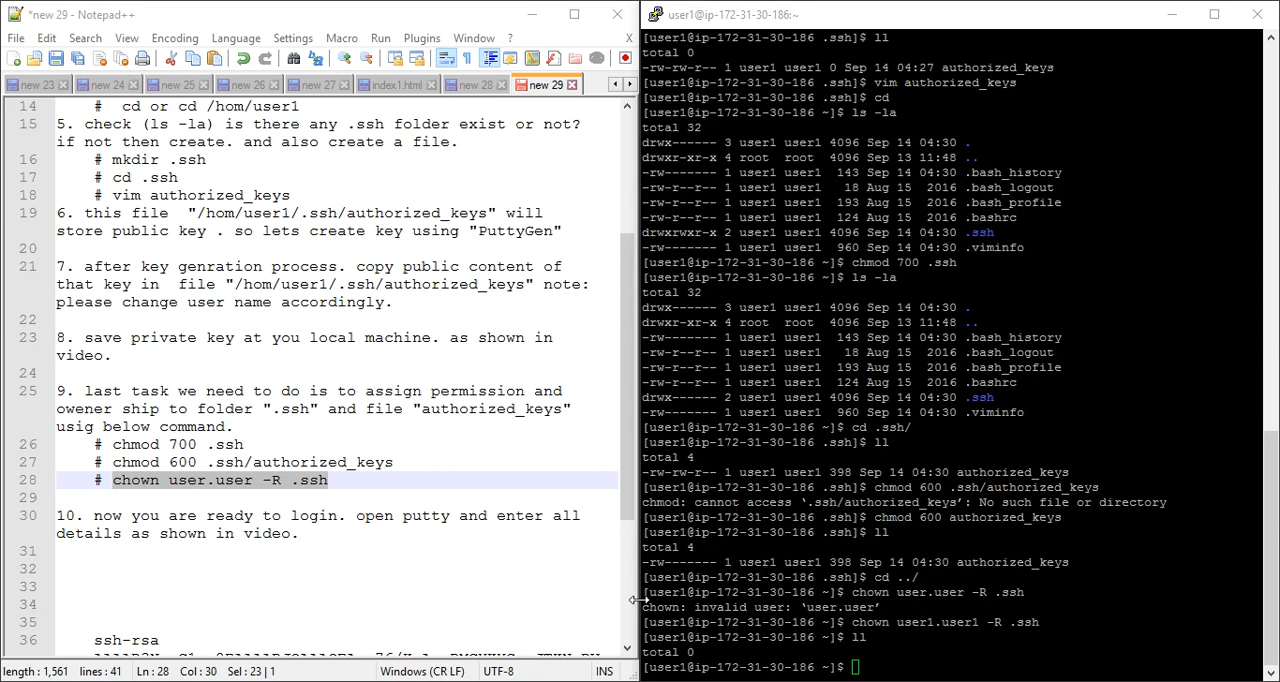 *new 29 - Notepad++
File Edit Search View Encoding Language Settings Macro Run Plugins Window ? X
new 23 new 24 new 25 new 26 new 27 index1.html new 28 new 29
14 # cd or cd /hom/user1
15 5. check (ls -la) is there any .ssh folder exist or not?
if not then create. and also create a file.
16 # mkdir .ssh
17 # cd .ssh
18 # vim authorized_keys
19 6. this file "/hom/user1/.ssh/authorized_keys" will
store public key . so lets create key using "PuttyGen"
20
21 7. after key genration process. copy public content of
that key in file "/hom/user1/.ssh/authorized_keys" note:
please change user name accordingly.
22
23 8. save private key at you local machine. as shown in
video.
24
25 9. last task we need to do is to assign permission and
owener ship to folder ".ssh" and file "authorized_keys"
usig below command.
26 # chmod 700 .ssh
27 # chmod 600 .ssh/authorized_keys
28 # chown user.user -R .ssh
29
30 10. now you are ready to login. open putty and enter all
details as shown in video.
31
32
33
34
35
36 ssh-rsa
length : 1,561 lines : 41 Ln : 28 Col : 30 Sel : 23 | 1 Windows (CR LF) UTF-8 INS
user1@ip-172-31-30-186:~
[user1@ip-172-31-30-186 .ssh]$ ll
total 0
-rw-rw-r-- 1 user1 user1 0 Sep 14 04:27 authorized_keys
[user1@ip-172-31-30-186 .ssh]$ vim authorized_keys
[user1@ip-172-31-30-186 .ssh]$ cd
[user1@ip-172-31-30-186 ~]$ ls -la
total 32
drwx------ 3 user1 user1 4096 Sep 14 04:30 .
drwxr-xr-x 4 root root 4096 Sep 13 11:48 ..
-rw------- 1 user1 user1 143 Sep 14 04:30 .bash_history
-rw-r--r-- 1 user1 user1 18 Aug 15 2016 .bash_logout
-rw-r--r-- 1 user1 user1 193 Aug 15 2016 .bash_profile
-rw-r--r-- 1 user1 user1 124 Aug 15 2016 .bashrc
drwxrwxr-x 2 user1 user1 4096 Sep 14 04:30 .ssh
-rw------- 1 user1 user1 960 Sep 14 04:30 .viminfo
[user1@ip-172-31-30-186 ~]$ chmod 700 .ssh
[user1@ip-172-31-30-186 ~]$ ls -la
total 32
drwx------ 3 user1 user1 4096 Sep 14 04:30 .
drwxr-xr-x 4 root root 4096 Sep 13 11:48 ..
-rw------- 1 user1 user1 143 Sep 14 04:30 .bash_history
-rw-r--r-- 1 user1 user1 18 Aug 15 2016 .bash_logout
-rw-r--r-- 1 user1 user1 193 Aug 15 2016 .bash_profile
-rw-r--r-- 1 user1 user1 124 Aug 15 2016 .bashrc
drwx------ 2 user1 user1 4096 Sep 14 04:30 .ssh
-rw------- 1 user1 user1 960 Sep 14 04:30 .viminfo
[user1@ip-172-31-30-186 ~]$ cd .ssh/
[user1@ip-172-31-30-186 .ssh]$ ll
total 4
-rw-rw-r-- 1 user1 user1 398 Sep 14 04:30 authorized_keys
[user1@ip-172-31-30-186 .ssh]$ chmod 600 .ssh/authorized_keys
chmod: cannot access ‘.ssh/authorized_keys’: No such file or directory
[user1@ip-172-31-30-186 .ssh]$ chmod 600 authorized_keys
[user1@ip-172-31-30-186 .ssh]$ ll
total 4
-rw------- 1 user1 user1 398 Sep 14 04:30 authorized_keys
[user1@ip-172-31-30-186 .ssh]$ cd ../
[user1@ip-172-31-30-186 ~]$ chown user.user -R .ssh
chown: invalid user: ‘user.user’
[user1@ip-172-31-30-186 ~]$ chown user1.user1 -R .ssh
[user1@ip-172-31-30-186 ~]$ ll
total 0
[user1@ip-172-31-30-186 ~]$